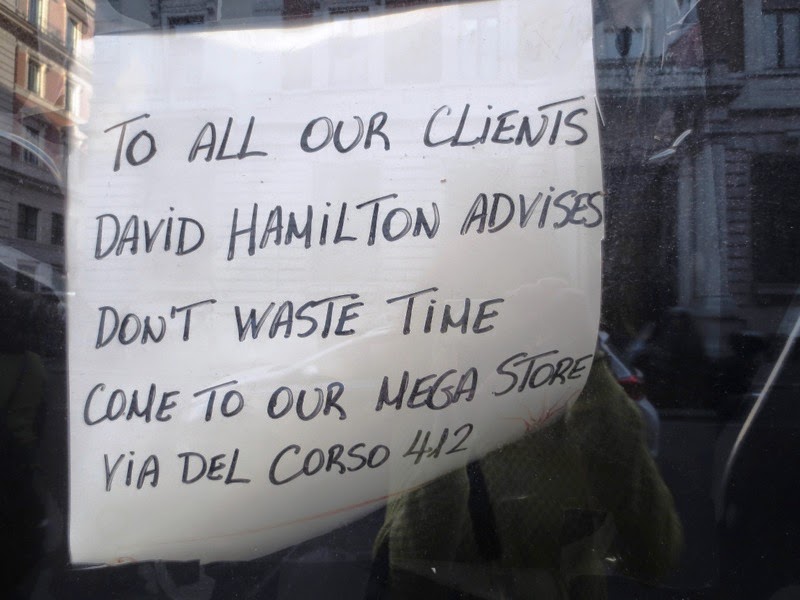 TO ALL OUR CLIENTS
DAVID HAMILTON ADVISES
DON'T WASTE TIME
COME TO OUR MEGA STORE
VIA DEL CORSO 412